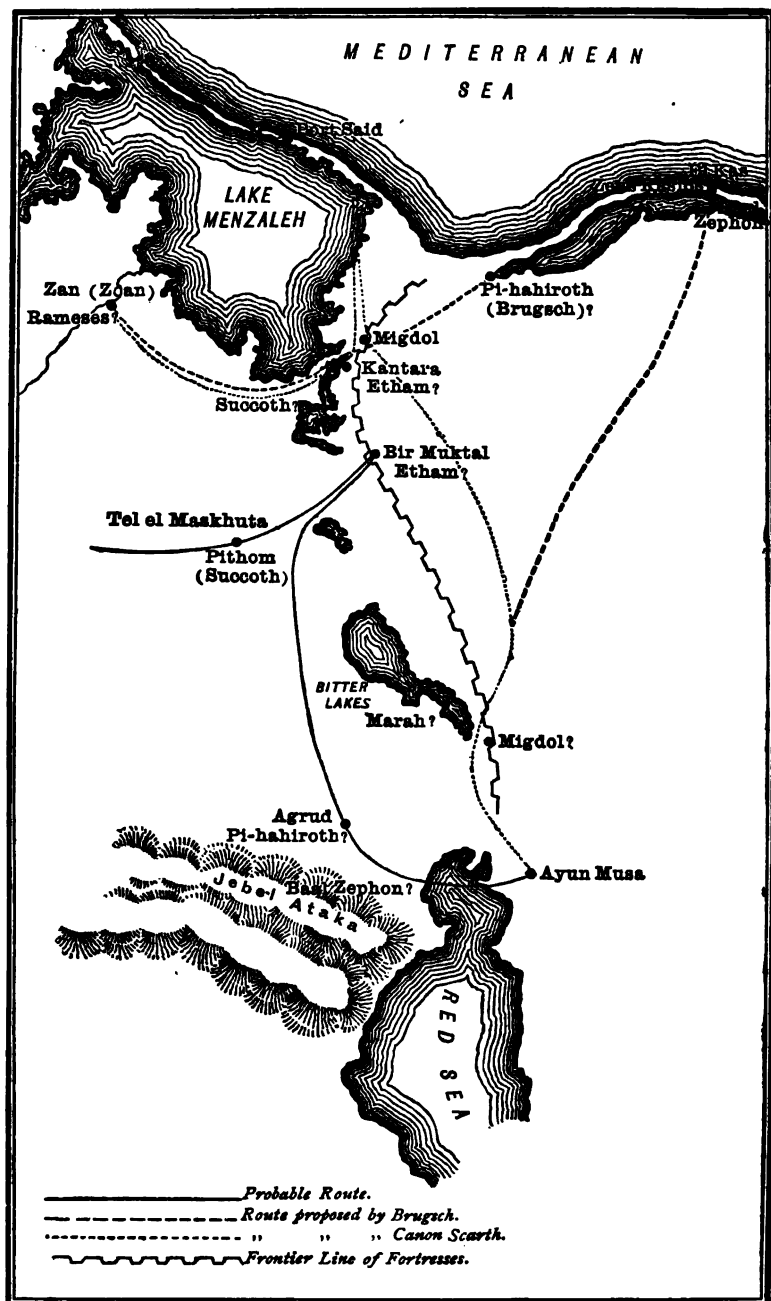 MEDITERRANEAN
SEA
Port Said
LAKE
MENZALEH
Zephon
Zan (Zoan)
Rameses?
Pi-hahiroth
(Brugsch)?
Migdol
Kantara
Etham?
Succoth?
Bir Muktal
Etham?
Tel el Maskhuta
Pithom
(Succoth)
BITTER
LAKES
Marah?
Migdol?
Agrud
Pi-hahiroth?
Baal Zephon?
Jebel Ataka
Ayun Musa
RED SEA
Probable Route.
Route proposed by Brugsch.
„ „ „ Canon Scarth.
Frontier Line of Fortresses.